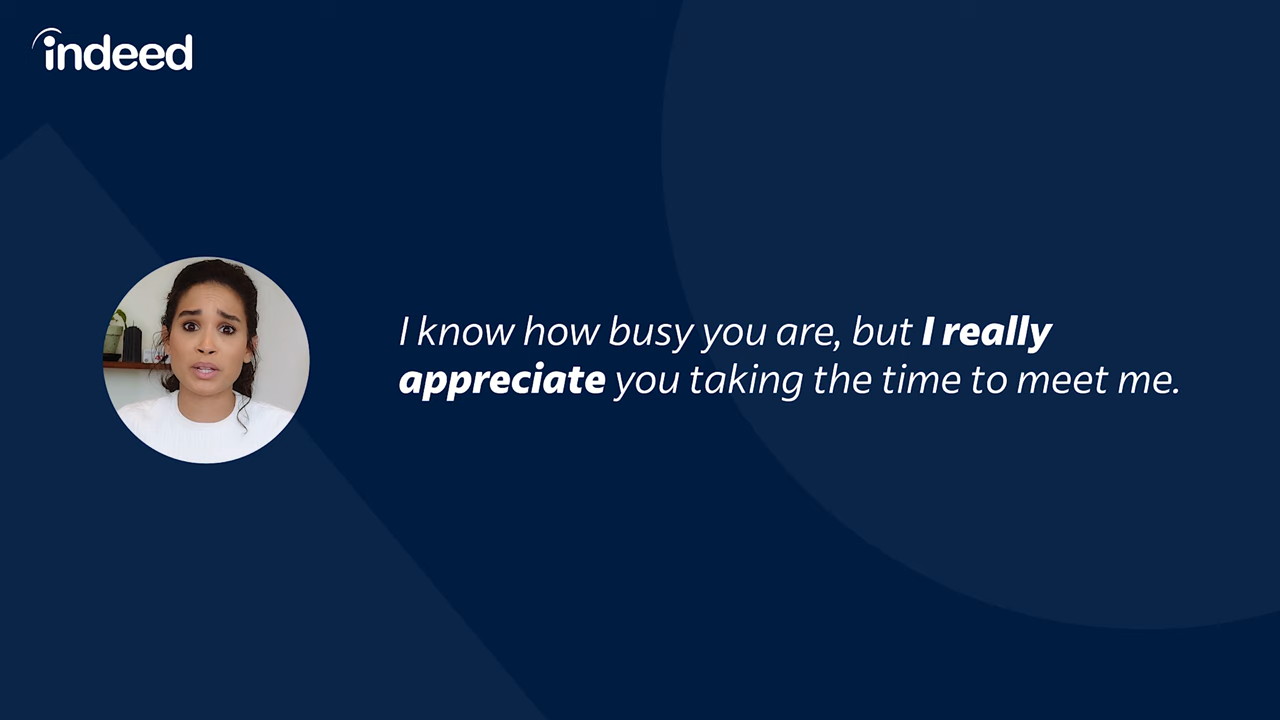 indeed
I know how busy you are, but I really
appreciate you taking the time to meet me.